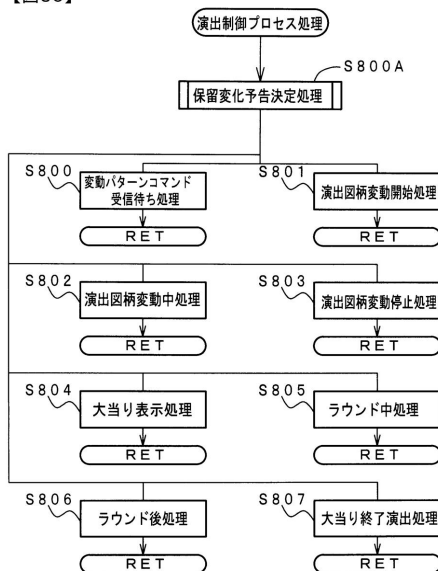 演出制御プロセス処理
S800A
保留変化予告決定処理
S800
変動パターンコマンド
受信待ち処理
RET
S801
演出図柄変動開始処理
RET
S802
演出図柄変動中処理
RET
S803
演出図柄変動停止処理
RET
S804
大当り表示処理
RET
S805
ラウンド中処理
RET
S806
ラウンド後処理
RET
S807
大当り終了演出処理
RET